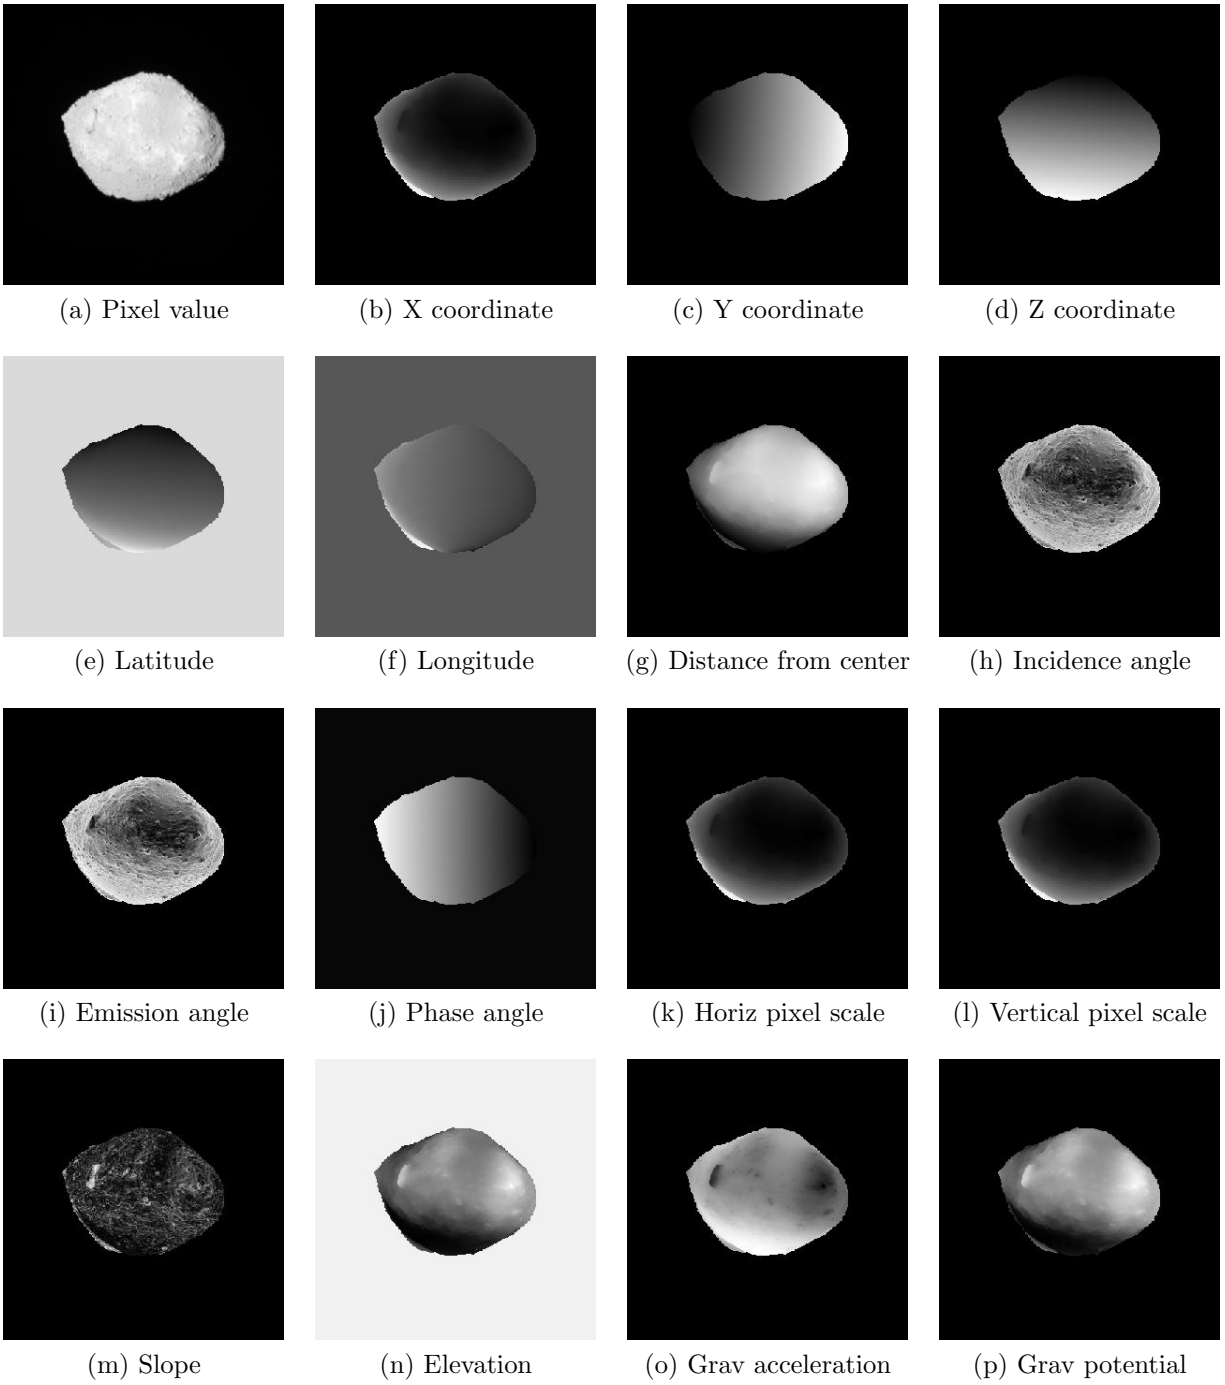 (a) Pixel value
(b) X coordinate
(c) Y coordinate
(d) Z coordinate
(e) Latitude
(f) Longitude
(g) Distance from center
(h) Incidence angle
(i) Emission angle
(j) Phase angle
(k) Horiz pixel scale
(l) Vertical pixel scale
(m) Slope
(n) Elevation
(o) Grav acceleration
(p) Grav potential